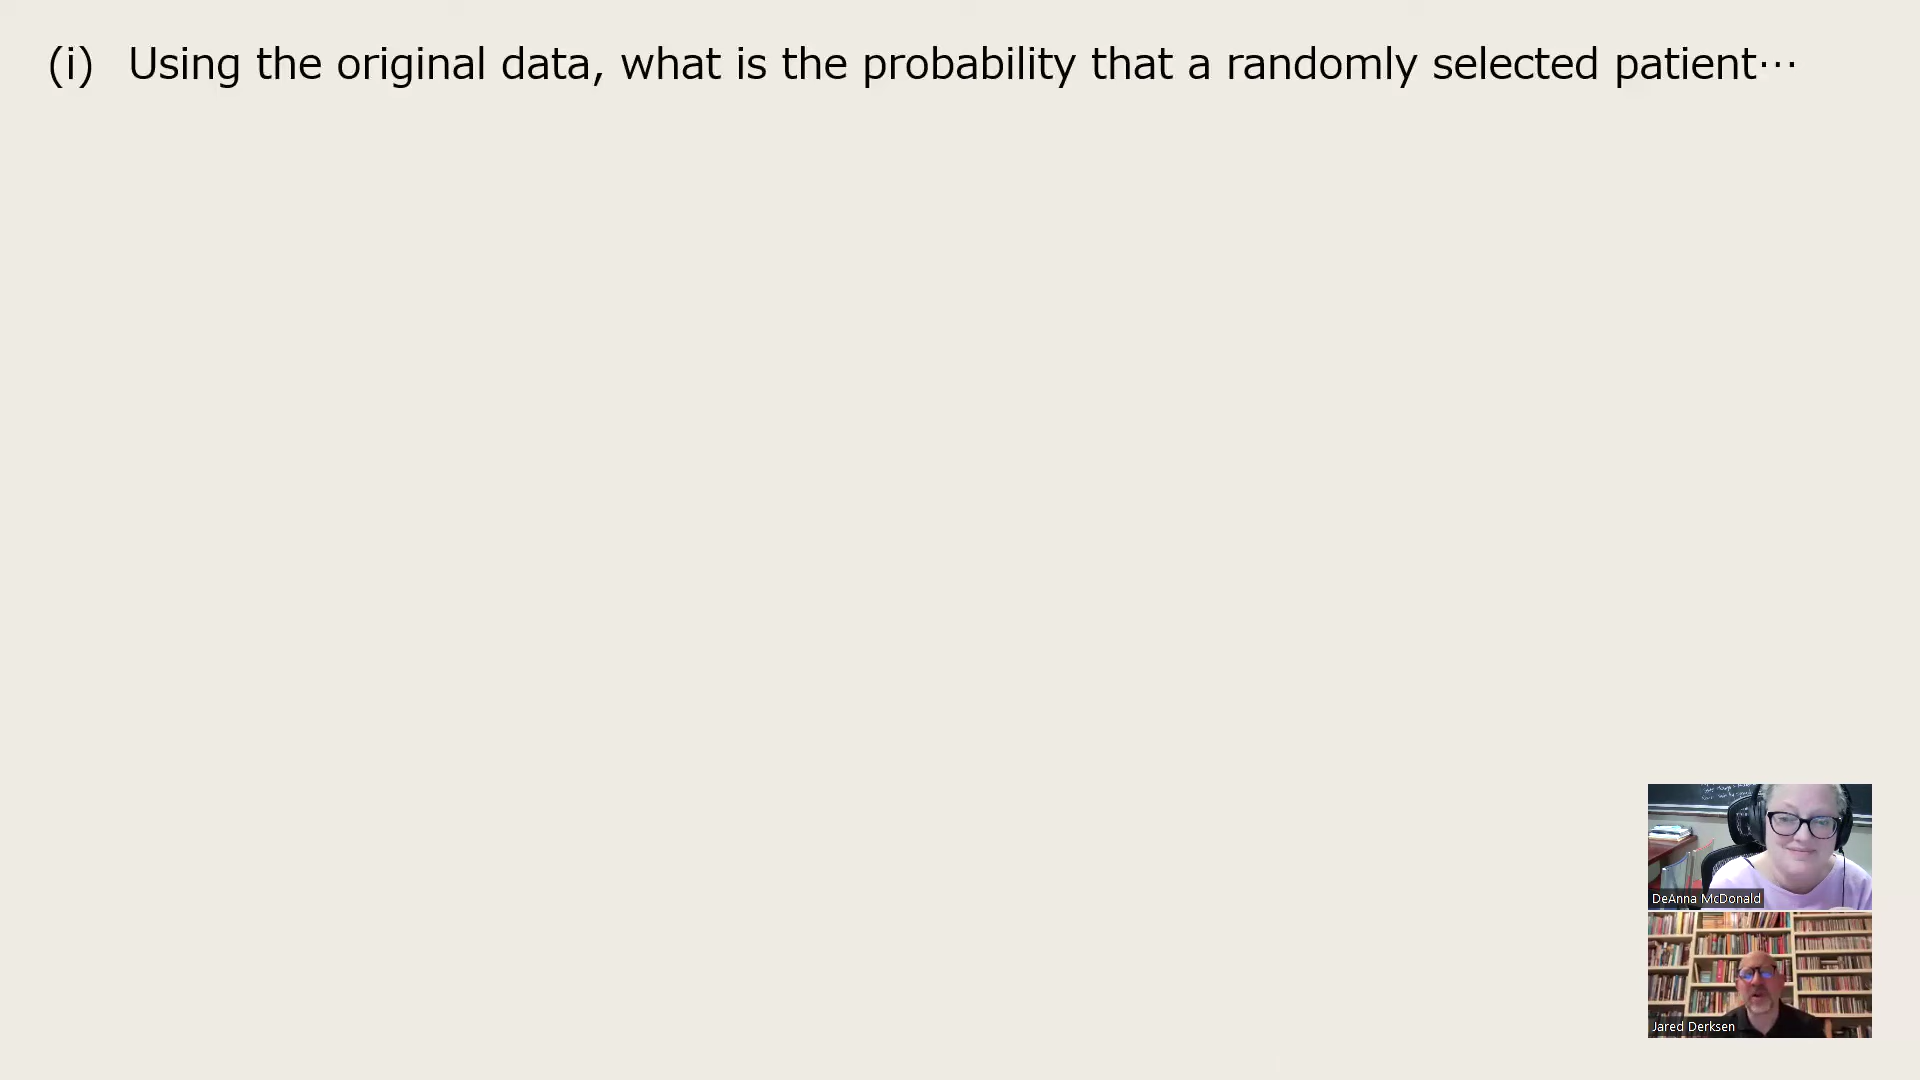 (i) Using the original data, what is the probability that a randomly selected patient…
DeAnna McDonald
Jared Derksen